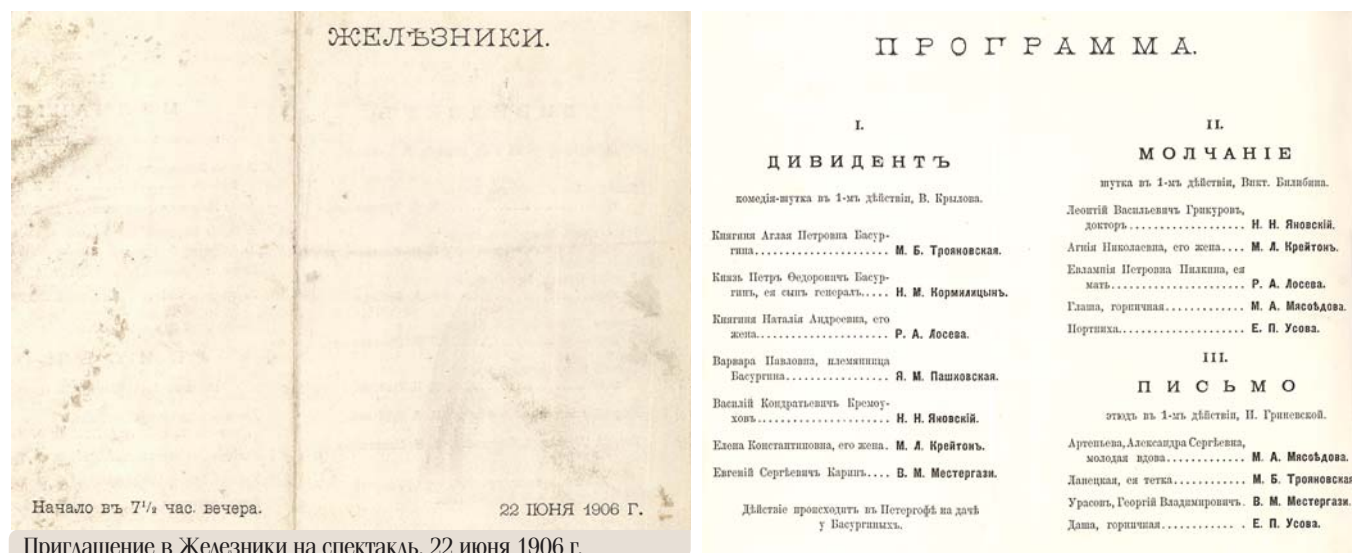 ЖЕЛѢЗНИКИ.
Начало въ 7½ час. вечера.
22 ІЮНЯ 1906 Г.
Приглашение в Железники на спектакль. 22 июня 1906 г.
ПРОГРАММА.
I.
ДИВИДЕНТЪ
комедія-шутка въ 1-мъ дѣйствіи, В. Крылова.
Княгиня Аглая Петровна Басур-
гина..................... М. Б. Трояновская.
Князь Петръ Ѳедоровичъ Басур-
гинъ, ея сынъ генералъ..... Н. М. Кормилицынъ.
Княгиня Наталія Андреевна, его
жена..................... Р. А. Лосева.
Варвара Павловна, племянница
Басургина................ Я. М. Пашковская.
Василій Кондратьевичъ Кремоу-
ховъ..................... Н. Н. Яновскій.
Елена Константиновна, его жена. М. Л. Крейтонъ.
Евгеній Сергѣевичъ Каринъ.... В. М. Местергази.
Дѣйствіе происходитъ въ Петергофѣ на дачѣ
у Басургиныхъ.
II.
МОЛЧАНІЕ
шутка въ 1-мъ дѣйствіи, Викт. Билибина.
Леонтій Васильевичъ Грикуровъ,
докторъ.................. Н. Н. Яновскій.
Агнія Николаевна, его жена.... М. Л. Крейтонъ.
Евлампія Петровна Пилкина, ея
мать..................... Р. А. Лосева.
Глаша, горничная............. М. А. Мясоѣдова.
Портниха..................... Е. П. Усова.
III.
ПИСЬМО
этюдъ въ 1-мъ дѣйствіи, И. Гриневской.
Артеньева, Александра Сергѣевна,
молодая вдова............. М. А. Мясоѣдова.
Ланецкая, ея тетка............ М. Б. Трояновская
Урасовъ, Георгій Владимировичъ. В. М. Местергази.
Даша, горничная............. Е. П. Усова.